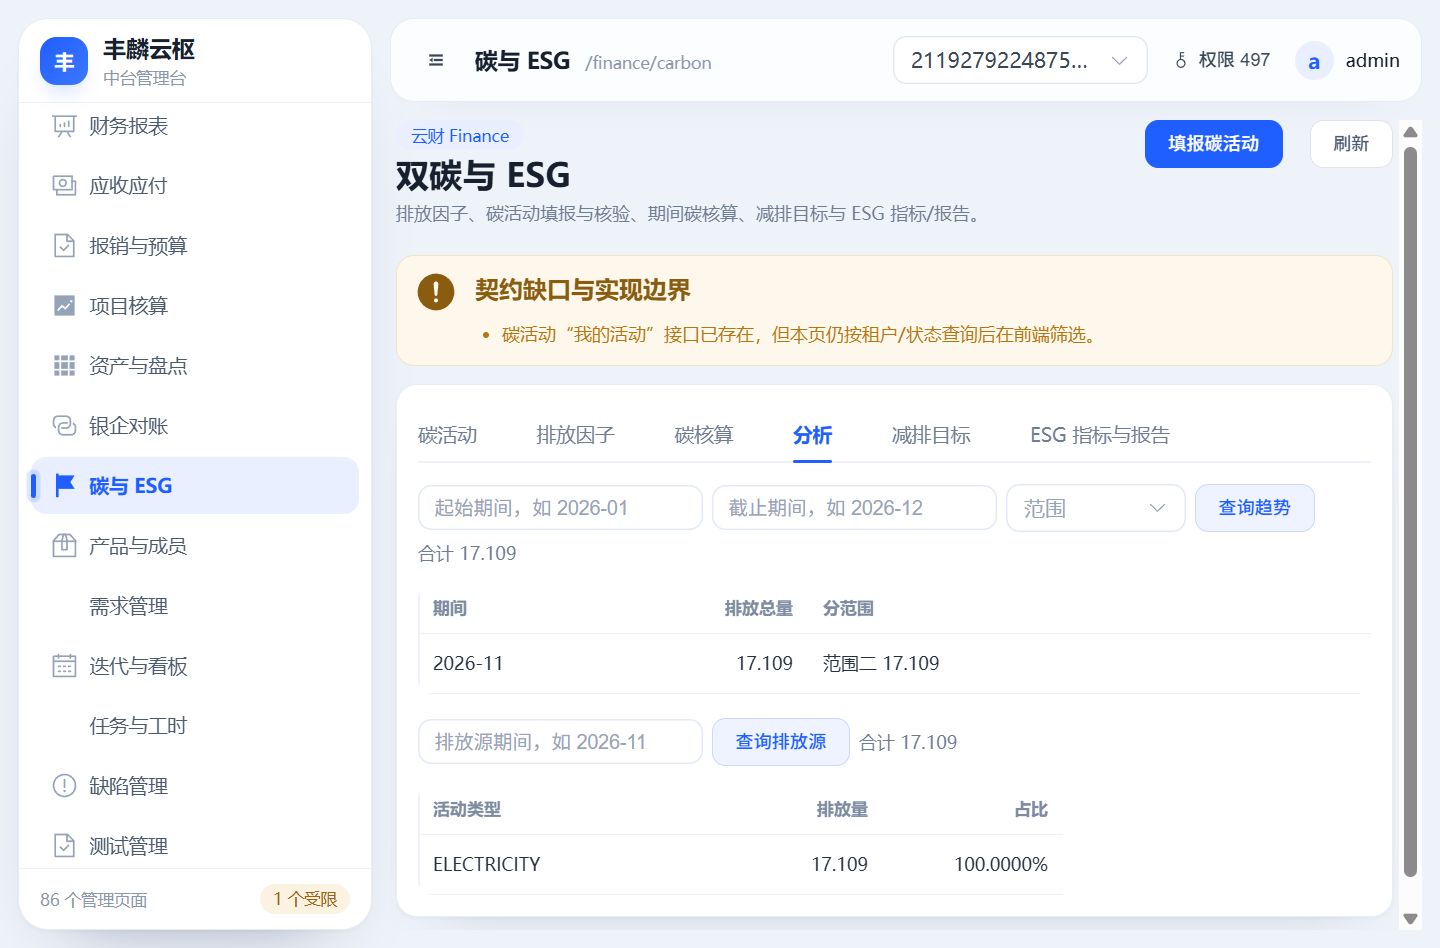 丰
丰麟云枢
中台管理台
财务报表
应收应付
报销与预算
项目核算
资产与盘点
银企对账
碳与 ESG
产品与成员
需求管理
迭代与看板
任务与工时
缺陷管理
测试管理
86 个管理页面
1 个受限
碳与 ESG /finance/carbon
2119279224875...
权限 497
a
admin
云财 Finance
双碳与 ESG
排放因子、碳活动填报与核验、期间碳核算、减排目标与 ESG 指标/报告。
填报碳活动
刷新
契约缺口与实现边界
• 碳活动“我的活动”接口已存在，但本页仍按租户/状态查询后在前端筛选。
碳活动 排放因子 碳核算 分析 减排目标 ESG 指标与报告
起始期间，如 2026-01 截止期间，如 2026-12 范围 查询趋势
合计 17.109
期间 排放总量 分范围
2026-11 17.109 范围二 17.109
排放源期间，如 2026-11 查询排放源 合计 17.109
活动类型 排放量 占比
ELECTRICITY 17.109 100.0000%